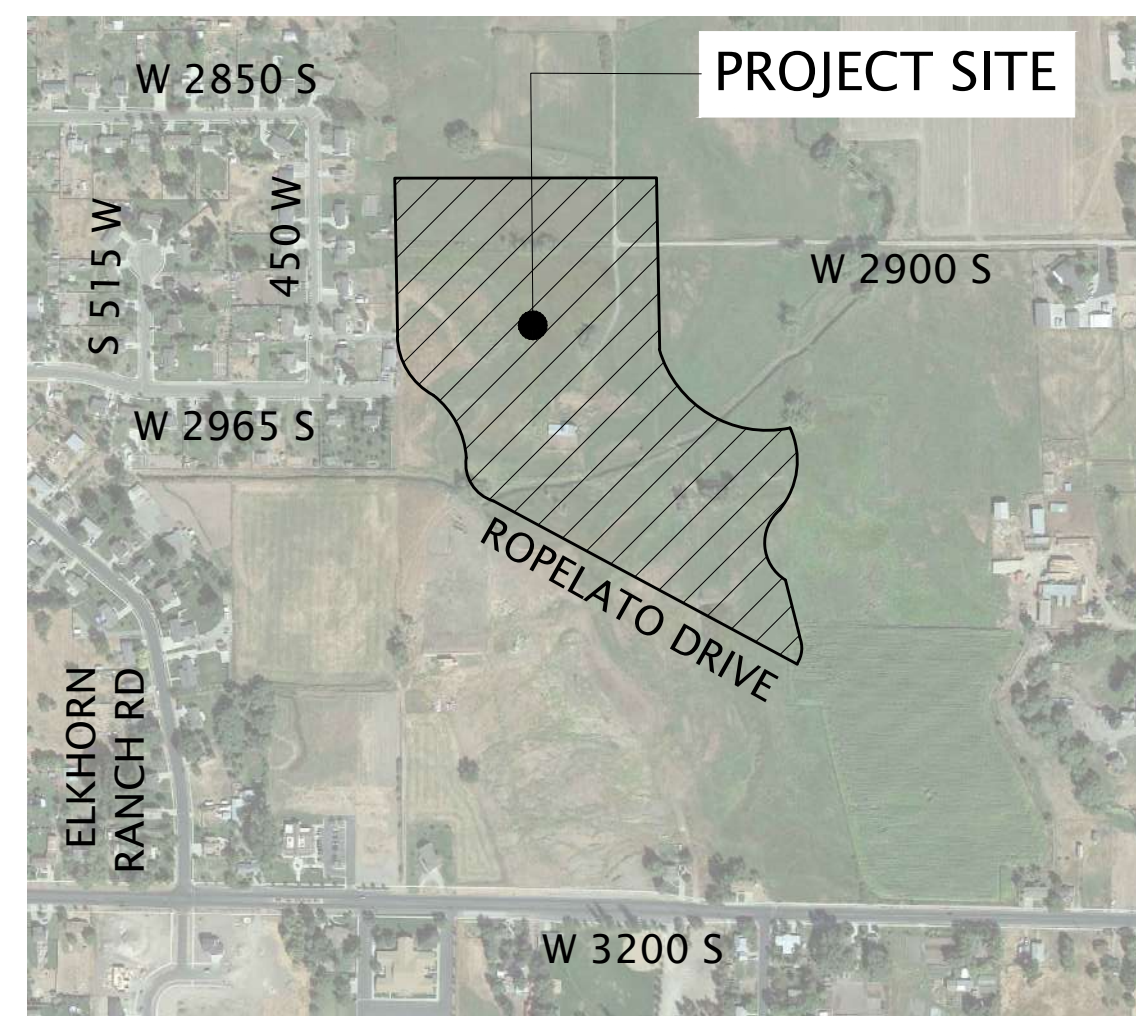 PROJECT SITE
W 2850 S
S 515 W
450 W
W 2900 S
W 2965 S
ROPELATO DRIVE
ELKHORN
RANCH RD
W 3200 S